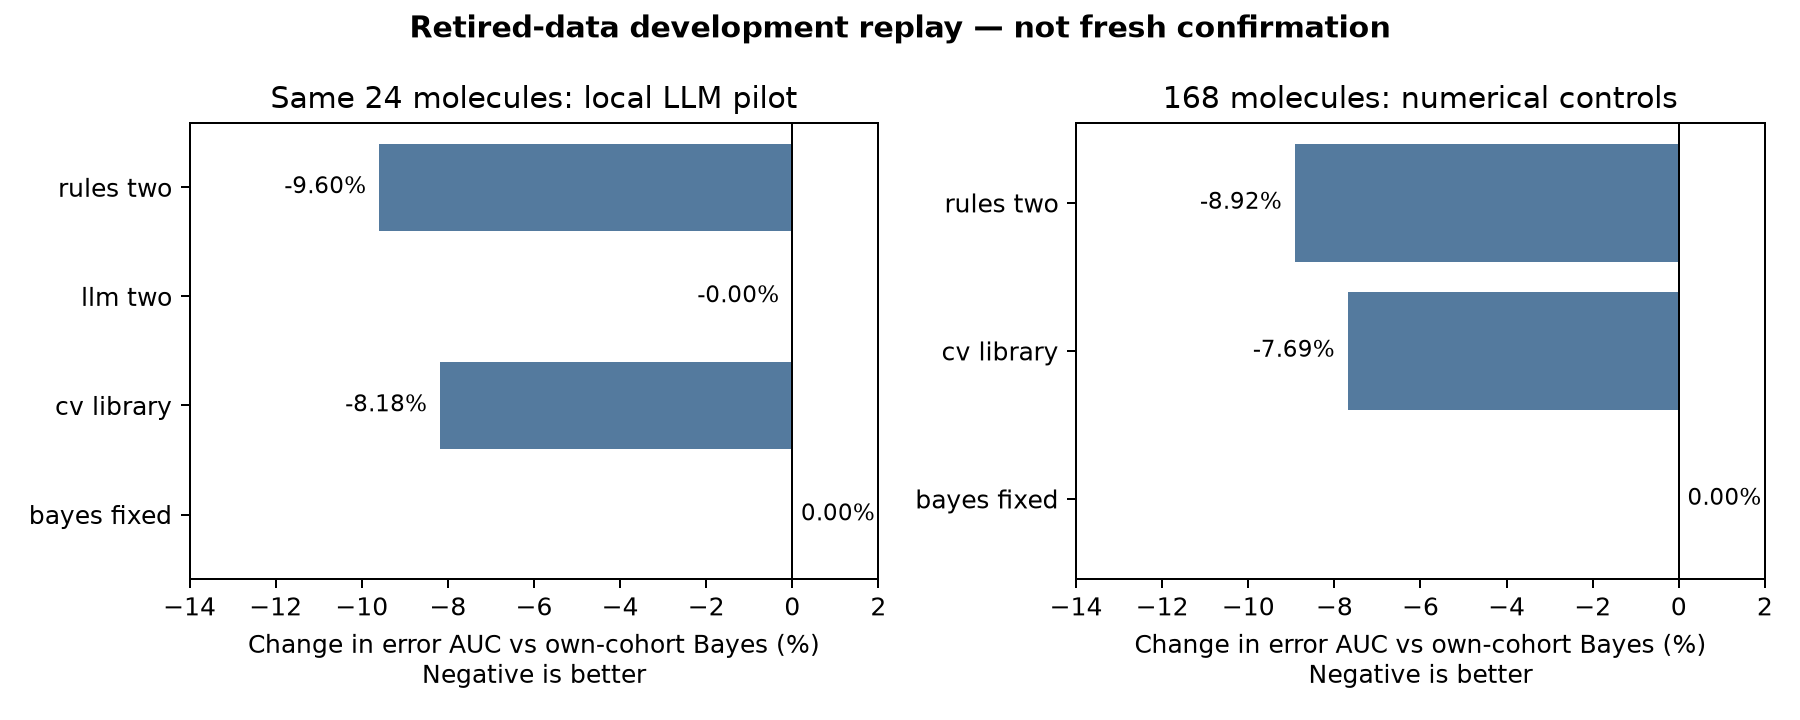 Retired-data development replay — not fresh confirmation
Same 24 molecules: local LLM pilot
rules two
-9.60%
llm two
-0.00%
cv library
-8.18%
bayes fixed
0.00%
−14 −12 −10 −8 −6 −4 −2 0 2
Change in error AUC vs own-cohort Bayes (%)
Negative is better
168 molecules: numerical controls
rules two
-8.92%
cv library
-7.69%
bayes fixed
0.00%
−14 −12 −10 −8 −6 −4 −2 0 2
Change in error AUC vs own-cohort Bayes (%)
Negative is better